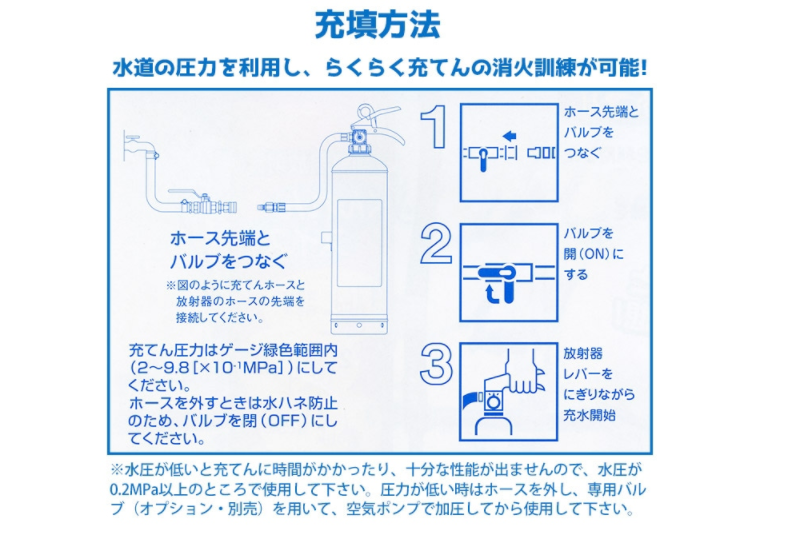 充填方法
水道の圧力を利用し、らくらく充てんの消火訓練が可能!
ホース先端と
バルブをつなぐ
※図のように充てんホースと
放射器のホースの先端を
接続してください。
充てん圧力はゲージ緑色範囲内
(2〜9.8[×10-¹MPa])にして
ください。
ホースを外すときは水ハネ防止
のため、バルブを閉(OFF)にし
てください。
1
ホース先端と
バルブを
つなぐ
2
バルブを
開(ON)に
する
3
放射器
レバーを
にぎりながら
充水開始
※水圧が低いと充てんに時間がかかったり、十分な性能が出ませんので、水圧が
0.2MPa以上のところで使用して下さい。圧力が低い時はホースを外し、専用バル
ブ(オプション・別売)を用いて、空気ポンプで加圧してから使用して下さい。